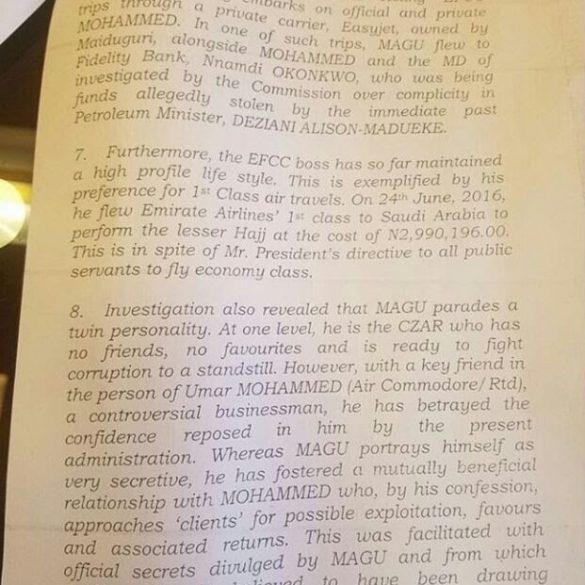 embarks on official and private
trips through a private carrier, Easyjet, owned by
MOHAMMED. In one of such trips, MAGU flew to
Maiduguri, alongside MOHAMMED and the MD of
Fidelity Bank, Nnamdi OKONKWO, who was being
investigated by the Commission over complicity in
funds allegedly stolen by the immediate past
Petroleum Minister, DEZIANI ALISON-MADUEKE.
7. Furthermore, the EFCC boss has so far maintained
a high profile life style. This is exemplified by his
preference for 1st Class air travels. On 24th June, 2016,
he flew Emirate Airlines' 1st class to Saudi Arabia to
perform the lesser Hajj at the cost of N2,990,196.00.
This is in spite of Mr. President's directive to all public
servants to fly economy class.
8. Investigation also revealed that MAGU parades a
twin personality. At one level, he is the CZAR who has
no friends, no favourites and is ready to fight
corruption to a standstill. However, with a key friend in
the person of Umar MOHAMMED (Air Commodore/Rtd),
a controversial businessman, he has betrayed the
confidence reposed in him by the present
administration. Whereas MAGU portrays himself as
very secretive, he has fostered a mutually beneficial
relationship with MOHAMMED who, by his confession,
approaches 'clients' for possible exploitation, favours
and associated returns. This was facilitated with
official secrets divulged by MAGU and from which
to have been drawing